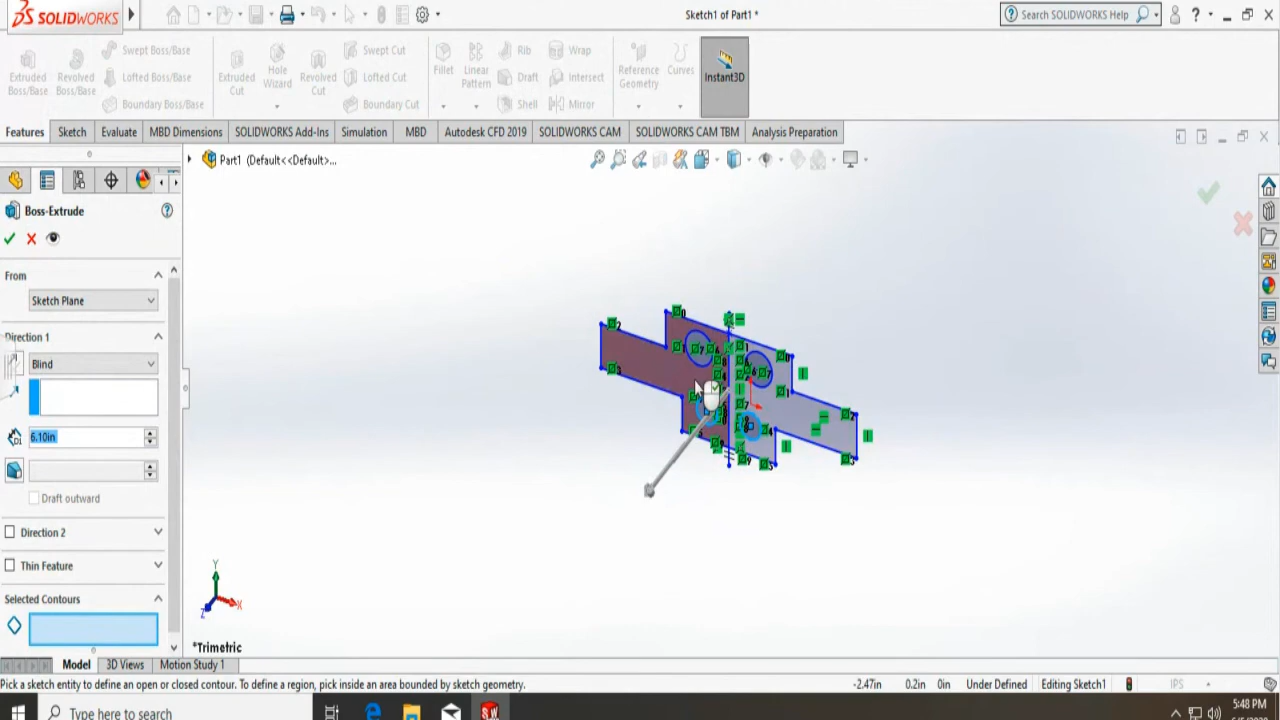 SOLIDWORKS
Sketch1 of Part1 *
Search SOLIDWORKS Help
?
Extruded Boss/Base
Revolved Boss/Base
Swept Boss/Base
Lofted Boss/Base
Boundary Boss/Base
Extruded Cut
Hole Wizard
Revolved Cut
Swept Cut
Lofted Cut
Boundary Cut
Fillet
Linear Pattern
Rib
Draft
Shell
Wrap
Intersect
Mirror
Reference Geometry
Curves
Instant3D
Features
Sketch
Evaluate
MBD Dimensions
SOLIDWORKS Add-Ins
Simulation
MBD
Autodesk CFD 2019
SOLIDWORKS CAM
SOLIDWORKS CAM TBM
Analysis Preparation
Part1 (Default<<Default>...
Boss-Extrude
?
From
Sketch Plane
Direction 1
Blind
6.10in
Draft outward
Direction 2
Thin Feature
Selected Contours
Y
X
Z
*Trimetric
Model
3D Views
Motion Study 1
Pick a sketch entity to define an open or closed contour. To define a region, pick inside an area bounded by sketch geometry.
-2.47in
0.2in
0in
Under Defined
Editing Sketch1
IPS
Type here to search
5:48 PM